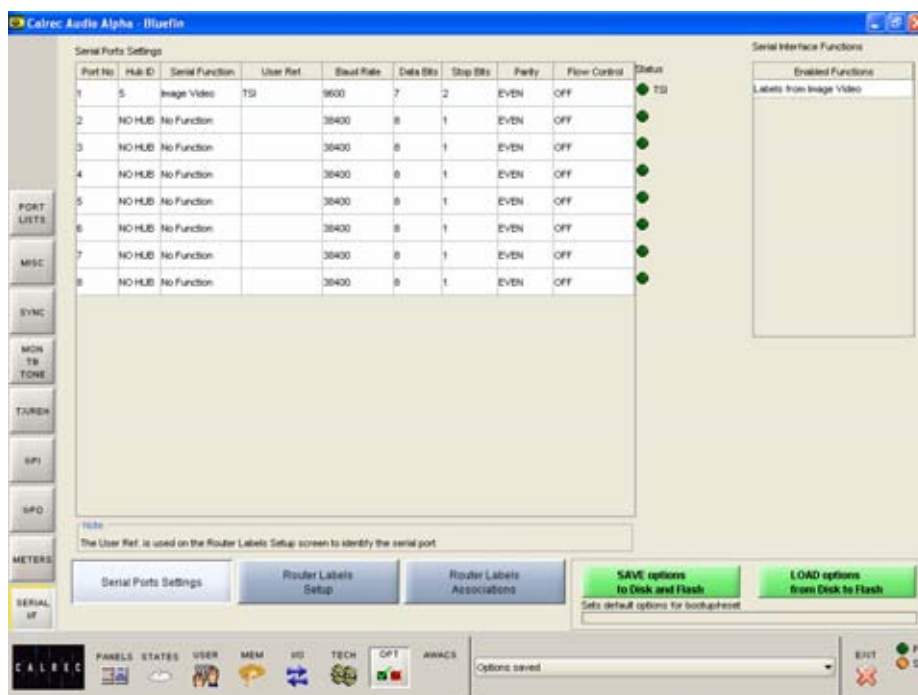 Calrec Audio Alpha - Bluefin
Serial Ports Settings
Port No Hub ID Serial Function User Ref. Baud Rate Data Bits Stop Bits Parity Flow Control Status
1 5 Image Video TSI 9600 7 2 EVEN OFF TSI
2 NO HUB No Function 38400 8 1 EVEN OFF
3 NO HUB No Function 38400 8 1 EVEN OFF
4 NO HUB No Function 38400 8 1 EVEN OFF
5 NO HUB No Function 38400 8 1 EVEN OFF
6 NO HUB No Function 38400 8 1 EVEN OFF
7 NO HUB No Function 38400 8 1 EVEN OFF
8 NO HUB No Function 38400 8 1 EVEN OFF
Serial Interface Functions
Enabled Functions
Labels from Image Video
PORT
LISTS
MISC
SYNC
MON
TB
TONE
TX/REH
GPI
GPO
METERS
SERIAL
I/F
Note
The User Ref. is used on the Router Labels Setup screen to identify the serial port
Serial Ports Settings
Router Labels
Setup
Router Labels
Associations
SAVE options
to Disk and Flash
LOAD options
from Disk to Flash
Sets default options for bootup/reset
CALREC
PANELS STATES USER MEM I/O TECH OPT AWACS
Options saved
EXIT